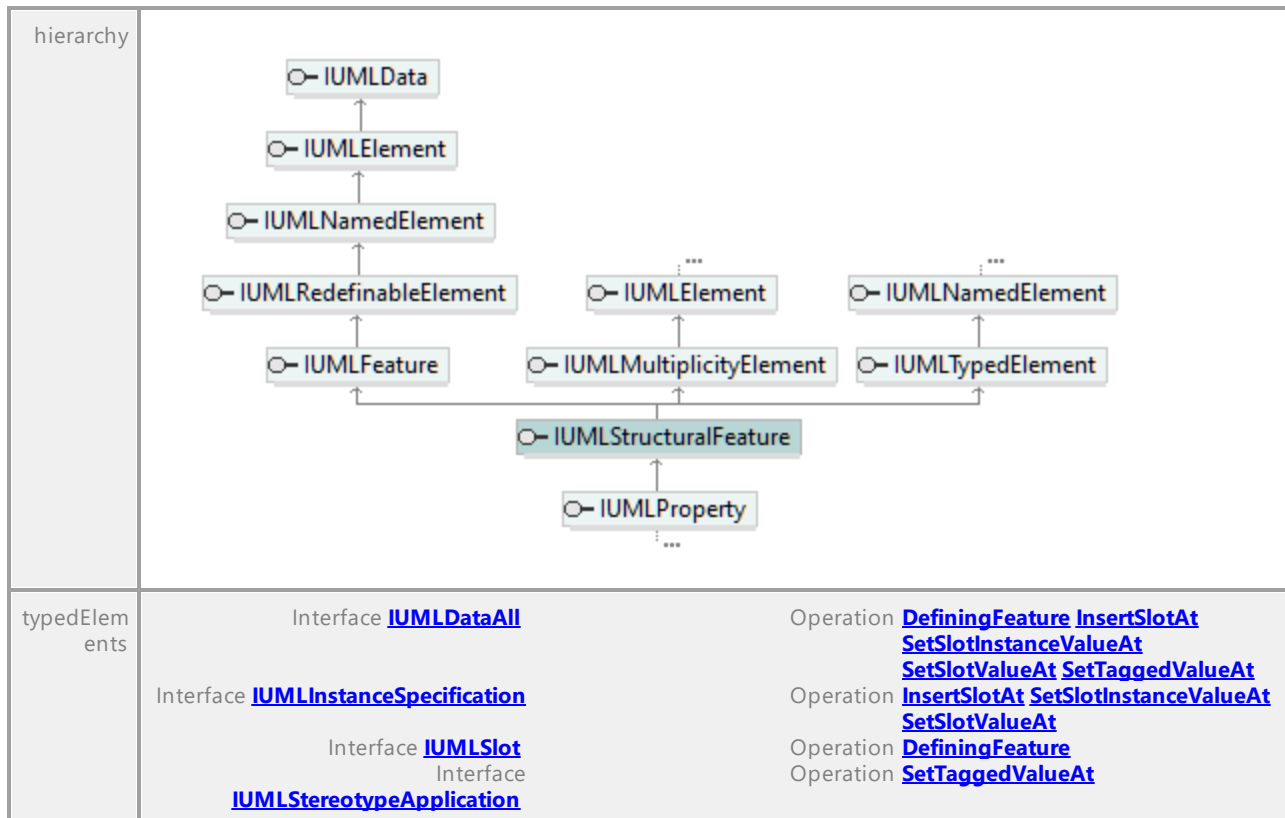 hierarchy
IUMLData
IUMLElement
IUMLNamedElement
... ...
IUMLRedefinableElement IUMLElement IUMLNamedElement
IUMLFeature IUMLMultiplicityElement IUMLTypedElement
IUMLStructuralFeature
IUMLProperty
...
typedElem
ents
Interface IUMLDataAll Operation DefiningFeature InsertSlotAt
SetSlotInstanceValueAt
SetSlotValueAt SetTaggedValueAt
Interface IUMLInstanceSpecification Operation InsertSlotAt SetSlotInstanceValueAt
SetSlotValueAt
Interface IUMLSlot Operation DefiningFeature
Interface Operation SetTaggedValueAt
IUMLStereotypeApplication